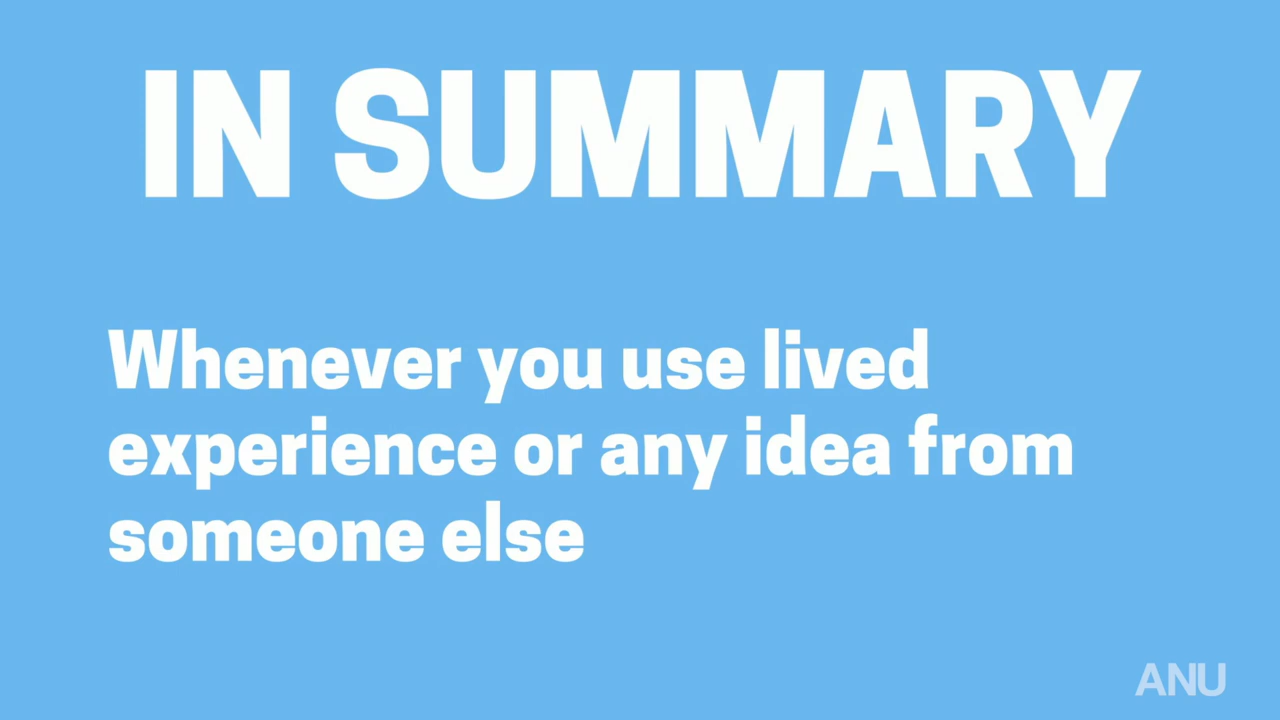 IN SUMMARY
Whenever you use lived
experience or any idea from
someone else
ANU